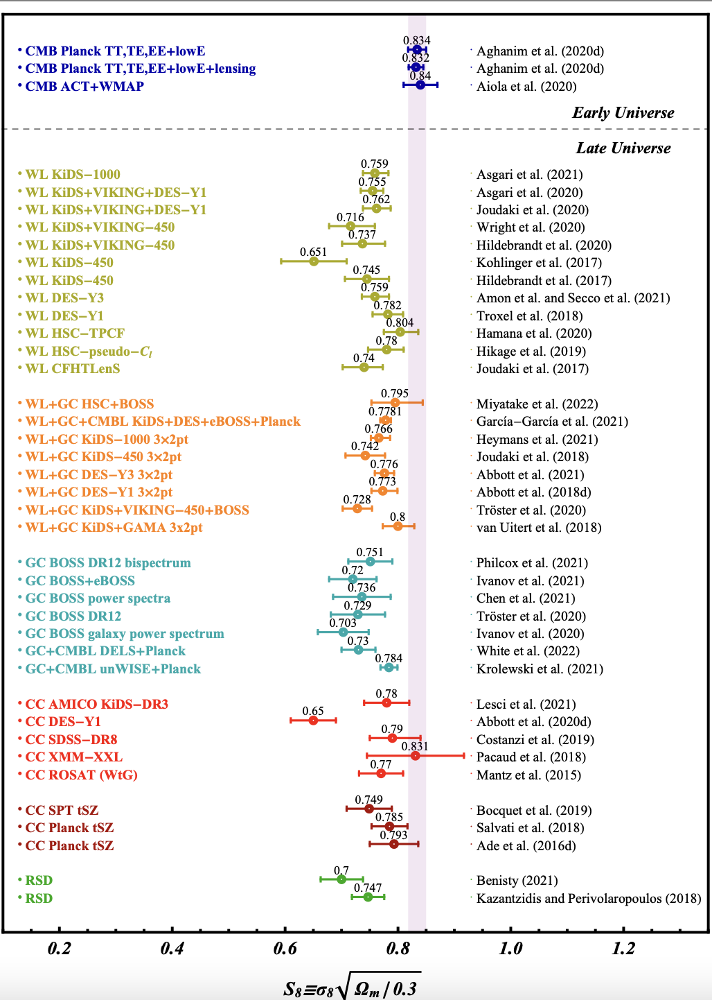 0.834
• CMB Planck TT,TE,EE+lowE Aghanim et al. (2020d)
0.832
• CMB Planck TT,TE,EE+lowE+lensing Aghanim et al. (2020d)
0.84
• CMB ACT+WMAP Aiola et al. (2020)
Early Universe
Late Universe
0.759
• WL KiDS−1000 Asgari et al. (2021)
0.755
• WL KiDS+VIKING+DES−Y1 Asgari et al. (2020)
0.762
• WL KiDS+VIKING+DES−Y1 Joudaki et al. (2020)
0.716
• WL KiDS+VIKING−450 Wright et al. (2020)
0.737
• WL KiDS+VIKING−450 Hildebrandt et al. (2020)
0.651
• WL KiDS−450 Kohlinger et al. (2017)
0.745
• WL KiDS−450 Hildebrandt et al. (2017)
0.759
• WL DES−Y3 Amon et al. and Secco et al. (2021)
0.782
• WL DES−Y1 Troxel et al. (2018)
0.804
• WL HSC−TPCF Hamana et al. (2020)
0.78
• WL HSC−pseudo−Cl Hikage et al. (2019)
0.74
• WL CFHTLenS Joudaki et al. (2017)
0.795
• WL+GC HSC+BOSS Miyatake et al. (2022)
0.7781
• WL+GC+CMBL KiDS+DES+eBOSS+Planck García−García et al. (2021)
0.766
• WL+GC KiDS−1000 3×2pt Heymans et al. (2021)
0.742
• WL+GC KiDS−450 3×2pt Joudaki et al. (2018)
0.776
• WL+GC DES−Y3 3×2pt Abbott et al. (2021)
0.773
• WL+GC DES−Y1 3×2pt Abbott et al. (2018d)
0.728
• WL+GC KiDS+VIKING−450+BOSS Tröster et al. (2020)
0.8
• WL+GC KiDS+GAMA 3x2pt van Uitert et al. (2018)
0.751
• GC BOSS DR12 bispectrum Philcox et al. (2021)
0.72
• GC BOSS+eBOSS Ivanov et al. (2021)
0.736
• GC BOSS power spectra Chen et al. (2021)
0.729
• GC BOSS DR12 Tröster et al. (2020)
0.703
• GC BOSS galaxy power spectrum Ivanov et al. (2020)
0.73
• GC+CMBL DELS+Planck White et al. (2022)
0.784
• GC+CMBL unWISE+Planck Krolewski et al. (2021)
0.78
• CC AMICO KiDS−DR3 Lesci et al. (2021)
0.65
• CC DES−Y1 Abbott et al. (2020d)
0.79
• CC SDSS−DR8 Costanzi et al. (2019)
0.831
• CC XMM−XXL Pacaud et al. (2018)
0.77
• CC ROSAT (WtG) Mantz et al. (2015)
0.749
• CC SPT tSZ Bocquet et al. (2019)
0.785
• CC Planck tSZ Salvati et al. (2018)
0.793
• CC Planck tSZ Ade et al. (2016d)
0.7
• RSD Benisty (2021)
0.747
• RSD Kazantzidis and Perivolaropoulos (2018)
0.2 0.4 0.6 0.8 1.0 1.2
S8≡σ8√Ωm/0.3